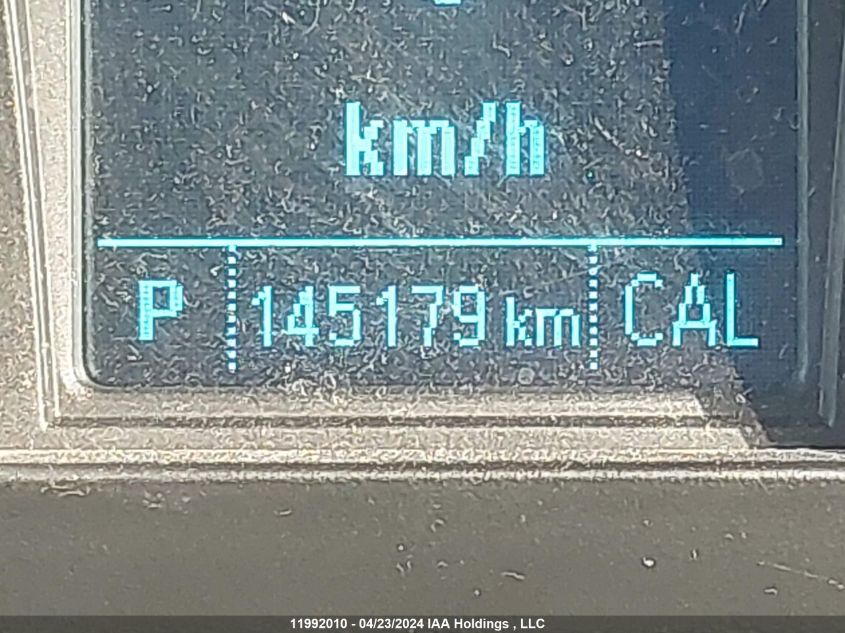 km/h
P 145179 km CAL
11992010 - 04/23/2024 IAA Holdings , LLC